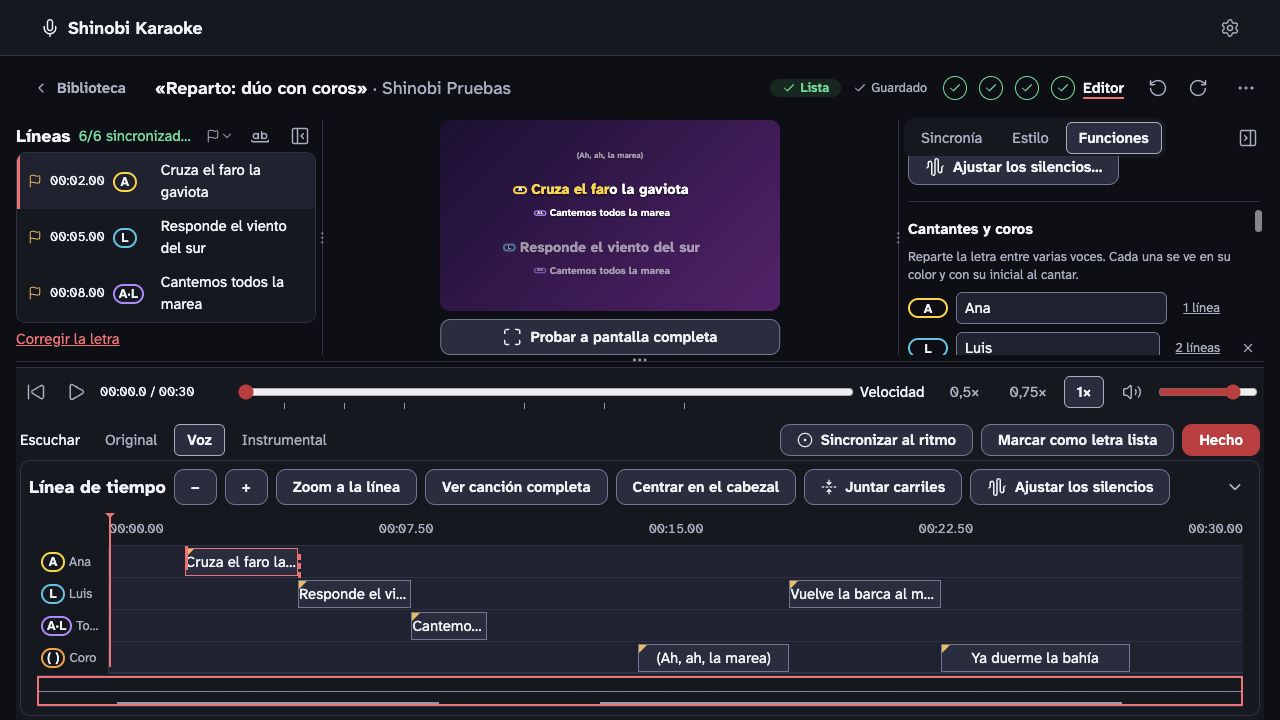 Shinobi Karaoke
Biblioteca
«Reparto: dúo con coros» · Shinobi Pruebas
Lista
Guardado
Editor
Líneas
6/6 sincronizad...
ab
00:02.00 A Cruza el faro la
gaviota
00:05.00 L Responde el viento
del sur
00:08.00 A·L Cantemos todos la
marea
Corregir la letra
(Ah, ah, la marea)
A Cruza el faro la gaviota
A·L Cantemos todos la marea
L Responde el viento del sur
A·L Cantemos todos la marea
Probar a pantalla completa
Sincronía Estilo Funciones
Ajustar los silencios...
Cantantes y coros
Reparte la letra entre varias voces. Cada una se ve en su
color y con su inicial al cantar.
A Ana 1 línea
L Luis 2 líneas
00:00.0 / 00:30
Velocidad 0,5× 0,75× 1×
Escuchar Original Voz Instrumental
Sincronizar al ritmo
Marcar como letra lista
Hecho
Línea de tiempo
− +
Zoom a la línea
Ver canción completa
Centrar en el cabezal
Juntar carriles
Ajustar los silencios
00:00.00 00:07.50 00:15.00 00:22.50 00:30.00
A Ana Cruza el faro la...
L Luis Responde el vi... Vuelve la barca al m...
A·L To... Cantemo...
( ) Coro (Ah, ah, la marea) Ya duerme la bahía